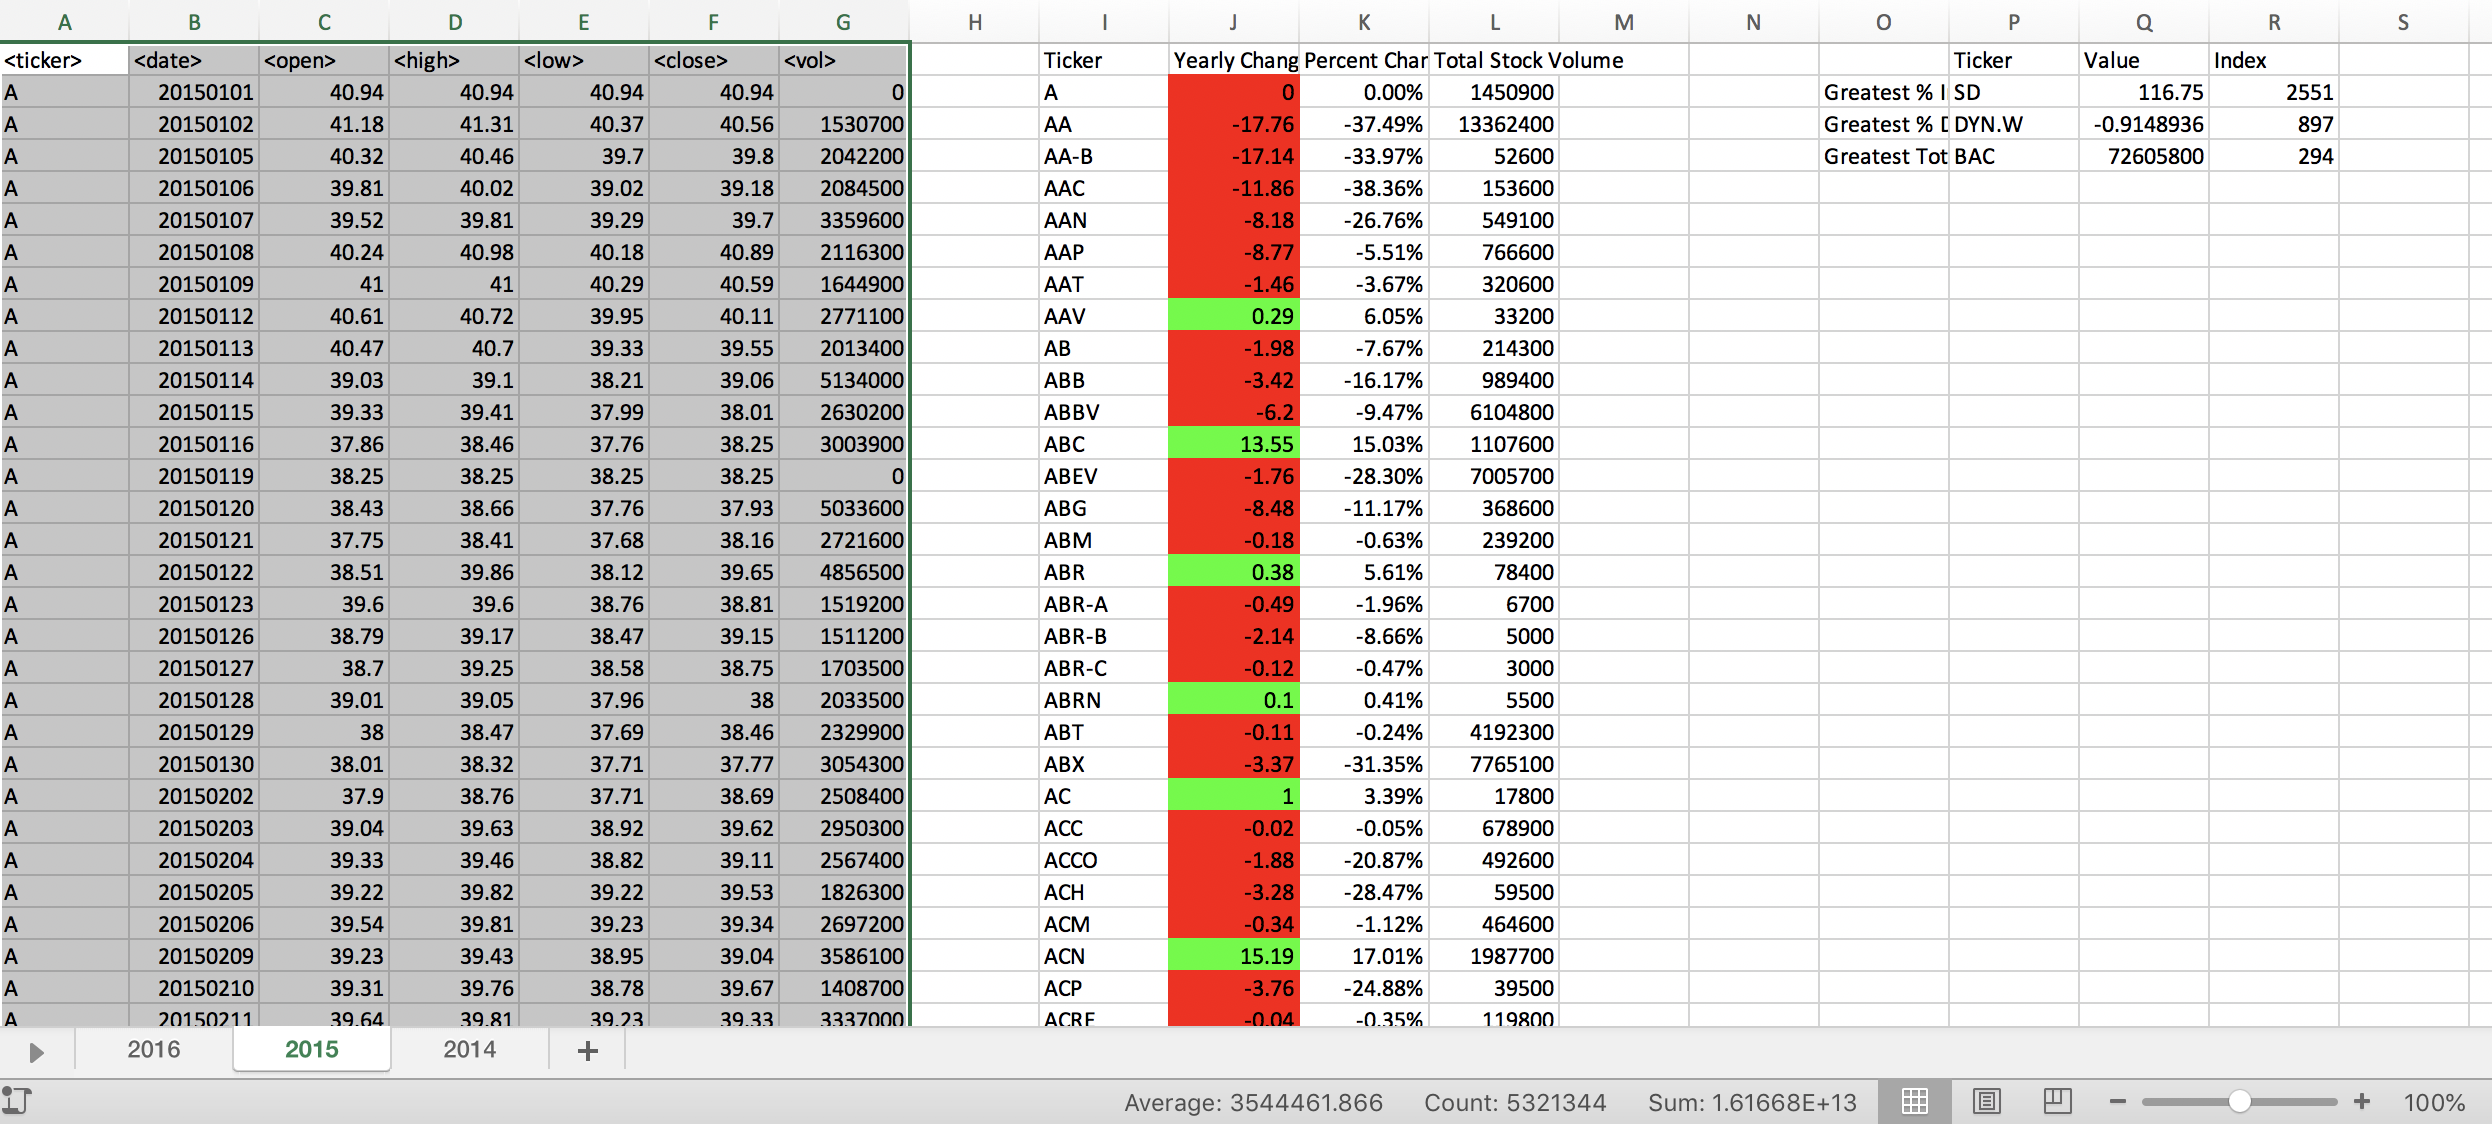 A B C D E F G H I J K L M N O P Q R S
<ticker> <date> <open> <high> <low> <close> <vol> Ticker Yearly Chang Percent Char Total Stock Volume Ticker Value Index
A 20150101 40.94 40.94 40.94 40.94 0 A 0 0.00% 1450900 Greatest % I SD 116.75 2551
A 20150102 41.18 41.31 40.37 40.56 1530700 AA -17.76 -37.49% 13362400 Greatest % D DYN.W -0.9148936 897
A 20150105 40.32 40.46 39.7 39.8 2042200 AA-B -17.14 -33.97% 52600 Greatest Tot BAC 72605800 294
A 20150106 39.81 40.02 39.02 39.18 2084500 AAC -11.86 -38.36% 153600
A 20150107 39.52 39.81 39.29 39.7 3359600 AAN -8.18 -26.76% 549100
A 20150108 40.24 40.98 40.18 40.89 2116300 AAP -8.77 -5.51% 766600
A 20150109 41 41 40.29 40.59 1644900 AAT -1.46 -3.67% 320600
A 20150112 40.61 40.72 39.95 40.11 2771100 AAV 0.29 6.05% 33200
A 20150113 40.47 40.7 39.33 39.55 2013400 AB -1.98 -7.67% 214300
A 20150114 39.03 39.1 38.21 39.06 5134000 ABB -3.42 -16.17% 989400
A 20150115 39.33 39.41 37.99 38.01 2630200 ABBV -6.2 -9.47% 6104800
A 20150116 37.86 38.46 37.76 38.25 3003900 ABC 13.55 15.03% 1107600
A 20150119 38.25 38.25 38.25 38.25 0 ABEV -1.76 -28.30% 7005700
A 20150120 38.43 38.66 37.76 37.93 5033600 ABG -8.48 -11.17% 368600
A 20150121 37.75 38.41 37.68 38.16 2721600 ABM -0.18 -0.63% 239200
A 20150122 38.51 39.86 38.12 39.65 4856500 ABR 0.38 5.61% 78400
A 20150123 39.6 39.6 38.76 38.81 1519200 ABR-A -0.49 -1.96% 6700
A 20150126 38.79 39.17 38.47 39.15 1511200 ABR-B -2.14 -8.66% 5000
A 20150127 38.7 39.25 38.58 38.75 1703500 ABR-C -0.12 -0.47% 3000
A 20150128 39.01 39.05 37.96 38 2033500 ABRN 0.1 0.41% 5500
A 20150129 38 38.47 37.69 38.46 2329900 ABT -0.11 -0.24% 4192300
A 20150130 38.01 38.32 37.71 37.77 3054300 ABX -3.37 -31.35% 7765100
A 20150202 37.9 38.76 37.71 38.69 2508400 AC 1 3.39% 17800
A 20150203 39.04 39.63 38.92 39.62 2950300 ACC -0.02 -0.05% 678900
A 20150204 39.33 39.46 38.82 39.11 2567400 ACCO -1.88 -20.87% 492600
A 20150205 39.22 39.82 39.22 39.53 1826300 ACH -3.28 -28.47% 59500
A 20150206 39.54 39.81 39.23 39.34 2697200 ACM -0.34 -1.12% 464600
A 20150209 39.23 39.43 38.95 39.04 3586100 ACN 15.19 17.01% 1987700
A 20150210 39.31 39.76 38.78 39.67 1408700 ACP -3.76 -24.88% 39500
A 20150211 39.64 39.81 39.23 39.33 3337000 ACRE -0.04 -0.35% 119800
2016 2015 2014 +
Average: 3544461.866 Count: 5321344 Sum: 1.61668E+13 100%